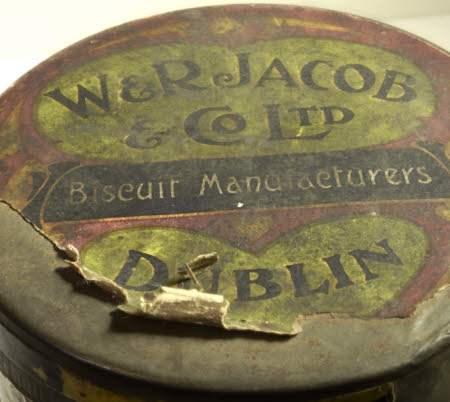 W & R JACOB
& Co LTD
Biscuit Manufacturers
DUBLIN